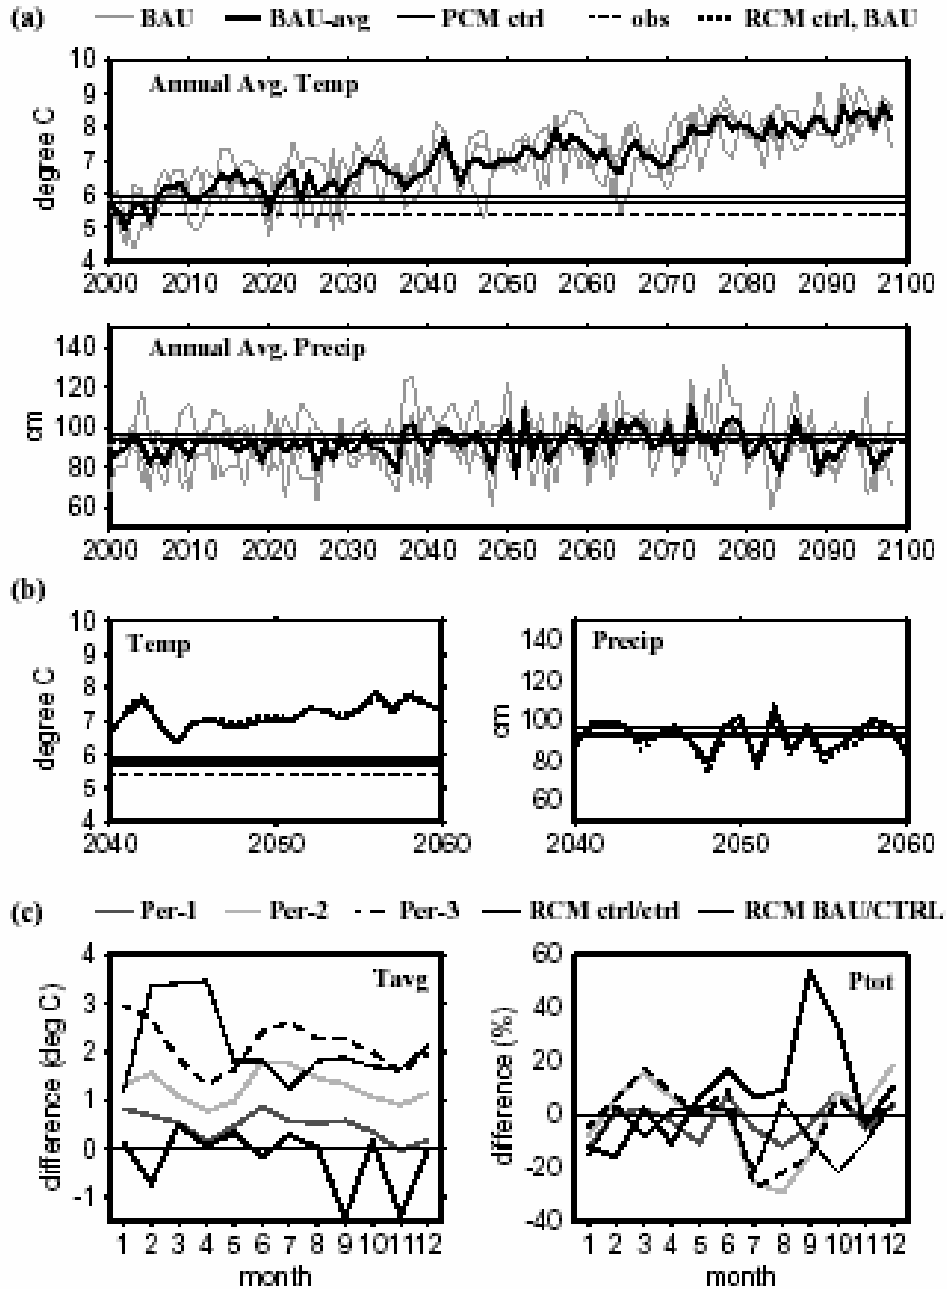 (a) BAU BAU-avg PCM ctrl obs RCM ctrl, BAU
Annual Avg. Temp
degree C
10
9
8
7
6
5
4
2000 2010 2020 2030 2040 2050 2060 2070 2080 2090 2100
Annual Avg. Precip
cm
140
120
100
80
60
2000 2010 2020 2030 2040 2050 2060 2070 2080 2090 2100
(b)
Temp
degree C
10
9
8
7
6
5
4
2040 2050 2060
Precip
cm
140
120
100
80
60
2040 2050 2060
(c) Per-1 Per-2 Per-3 RCM ctrl/ctrl RCM BAU/CTRL
Tavg
difference (deg C)
4
3
2
1
0
-1
1 2 3 4 5 6 7 8 9 10 11 12
month
Ptot
difference (%)
60
40
20
0
-20
-40
1 2 3 4 5 6 7 8 9 10 11 12
month